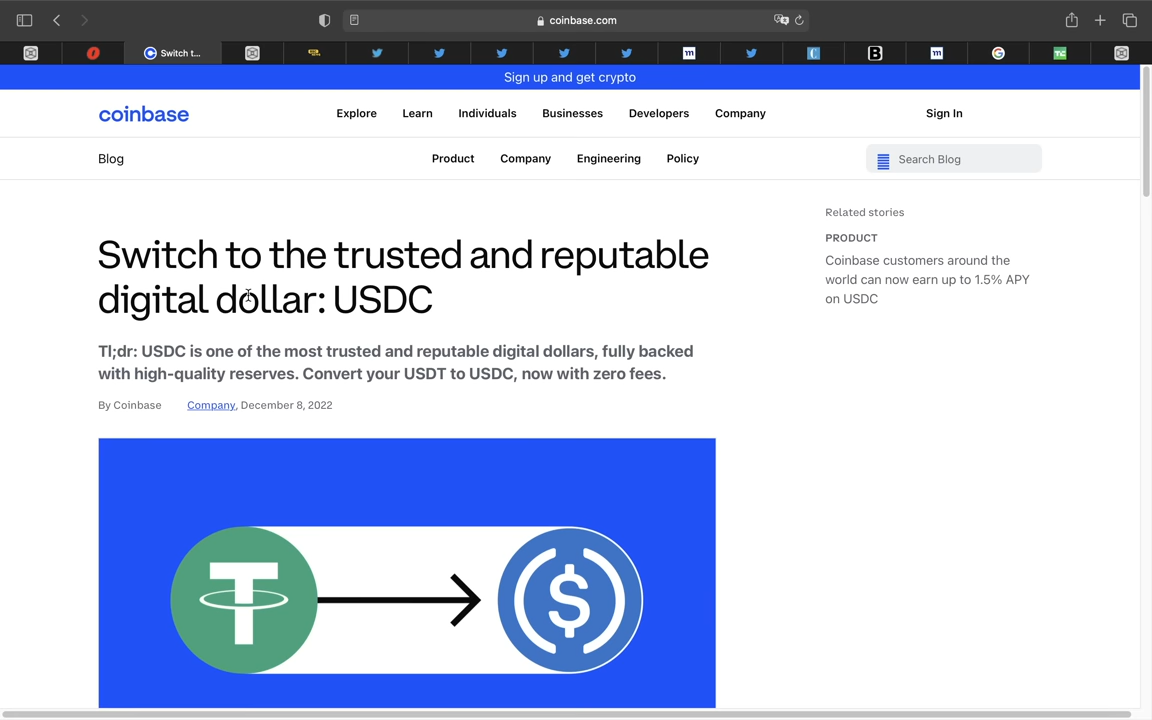 coinbase.com
Switch t...
Sign up and get crypto
coinbase
Explore
Learn
Individuals
Businesses
Developers
Company
Sign In
Blog
Product
Company
Engineering
Policy
Search Blog
Switch to the trusted and reputable
digital dollar: USDC
Tl;dr: USDC is one of the most trusted and reputable digital dollars, fully backed
with high-quality reserves. Convert your USDT to USDC, now with zero fees.
By Coinbase
Company, December 8, 2022
Related stories
PRODUCT
Coinbase customers around the
world can now earn up to 1.5% APY
on USDC